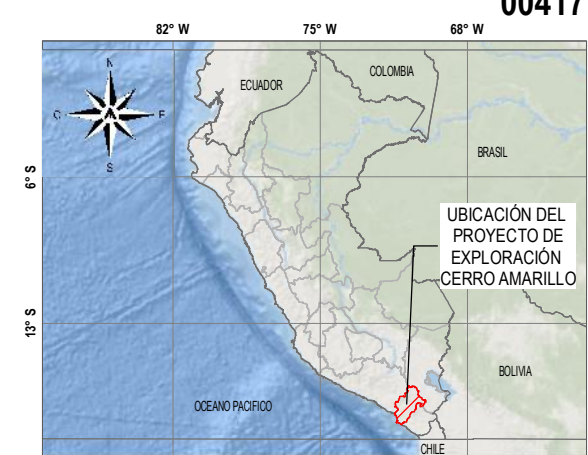 00417
82° W
75° W
68° W
N
O
E
S
ECUADOR
COLOMBIA
BRASIL
6° S
UBICACIÓN DEL
PROYECTO DE
EXPLORACIÓN
CERRO AMARILLO
13° S
BOLIVIA
OCEANO PACIFICO
CHILE